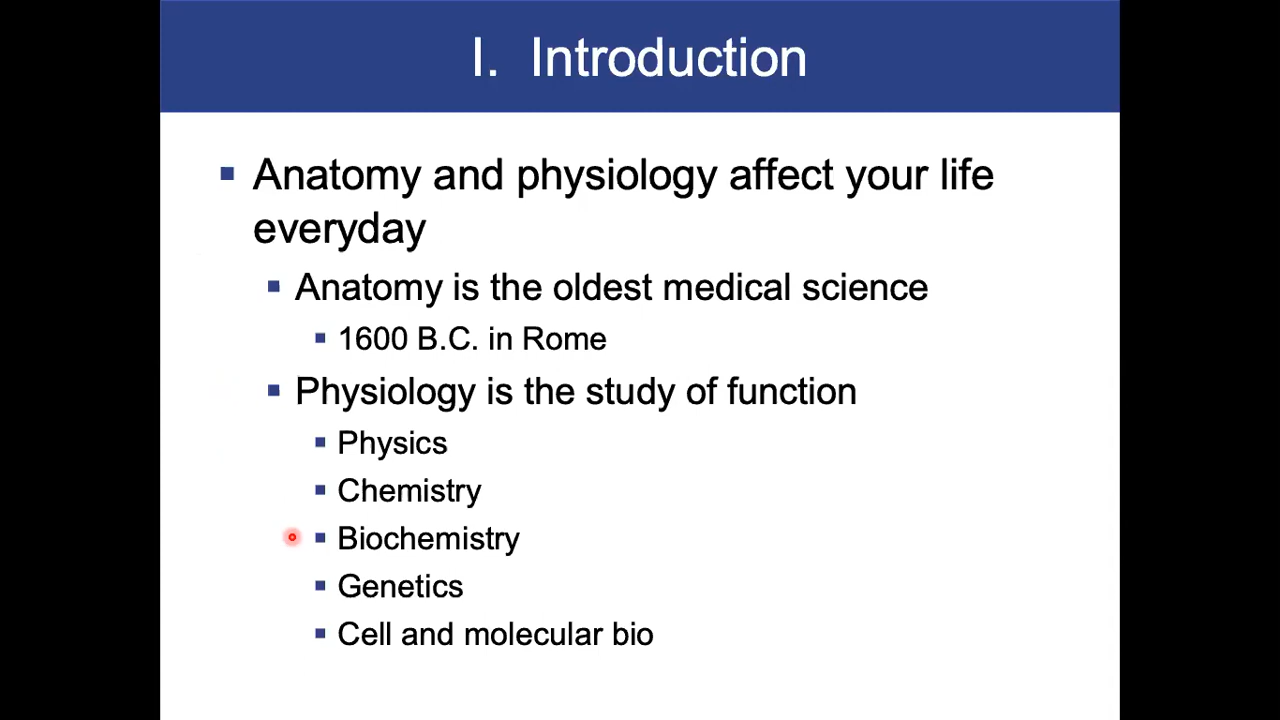 I. Introduction
Anatomy and physiology affect your life
everyday
Anatomy is the oldest medical science
1600 B.C. in Rome
Physiology is the study of function
Physics
Chemistry
Biochemistry
Genetics
Cell and molecular bio